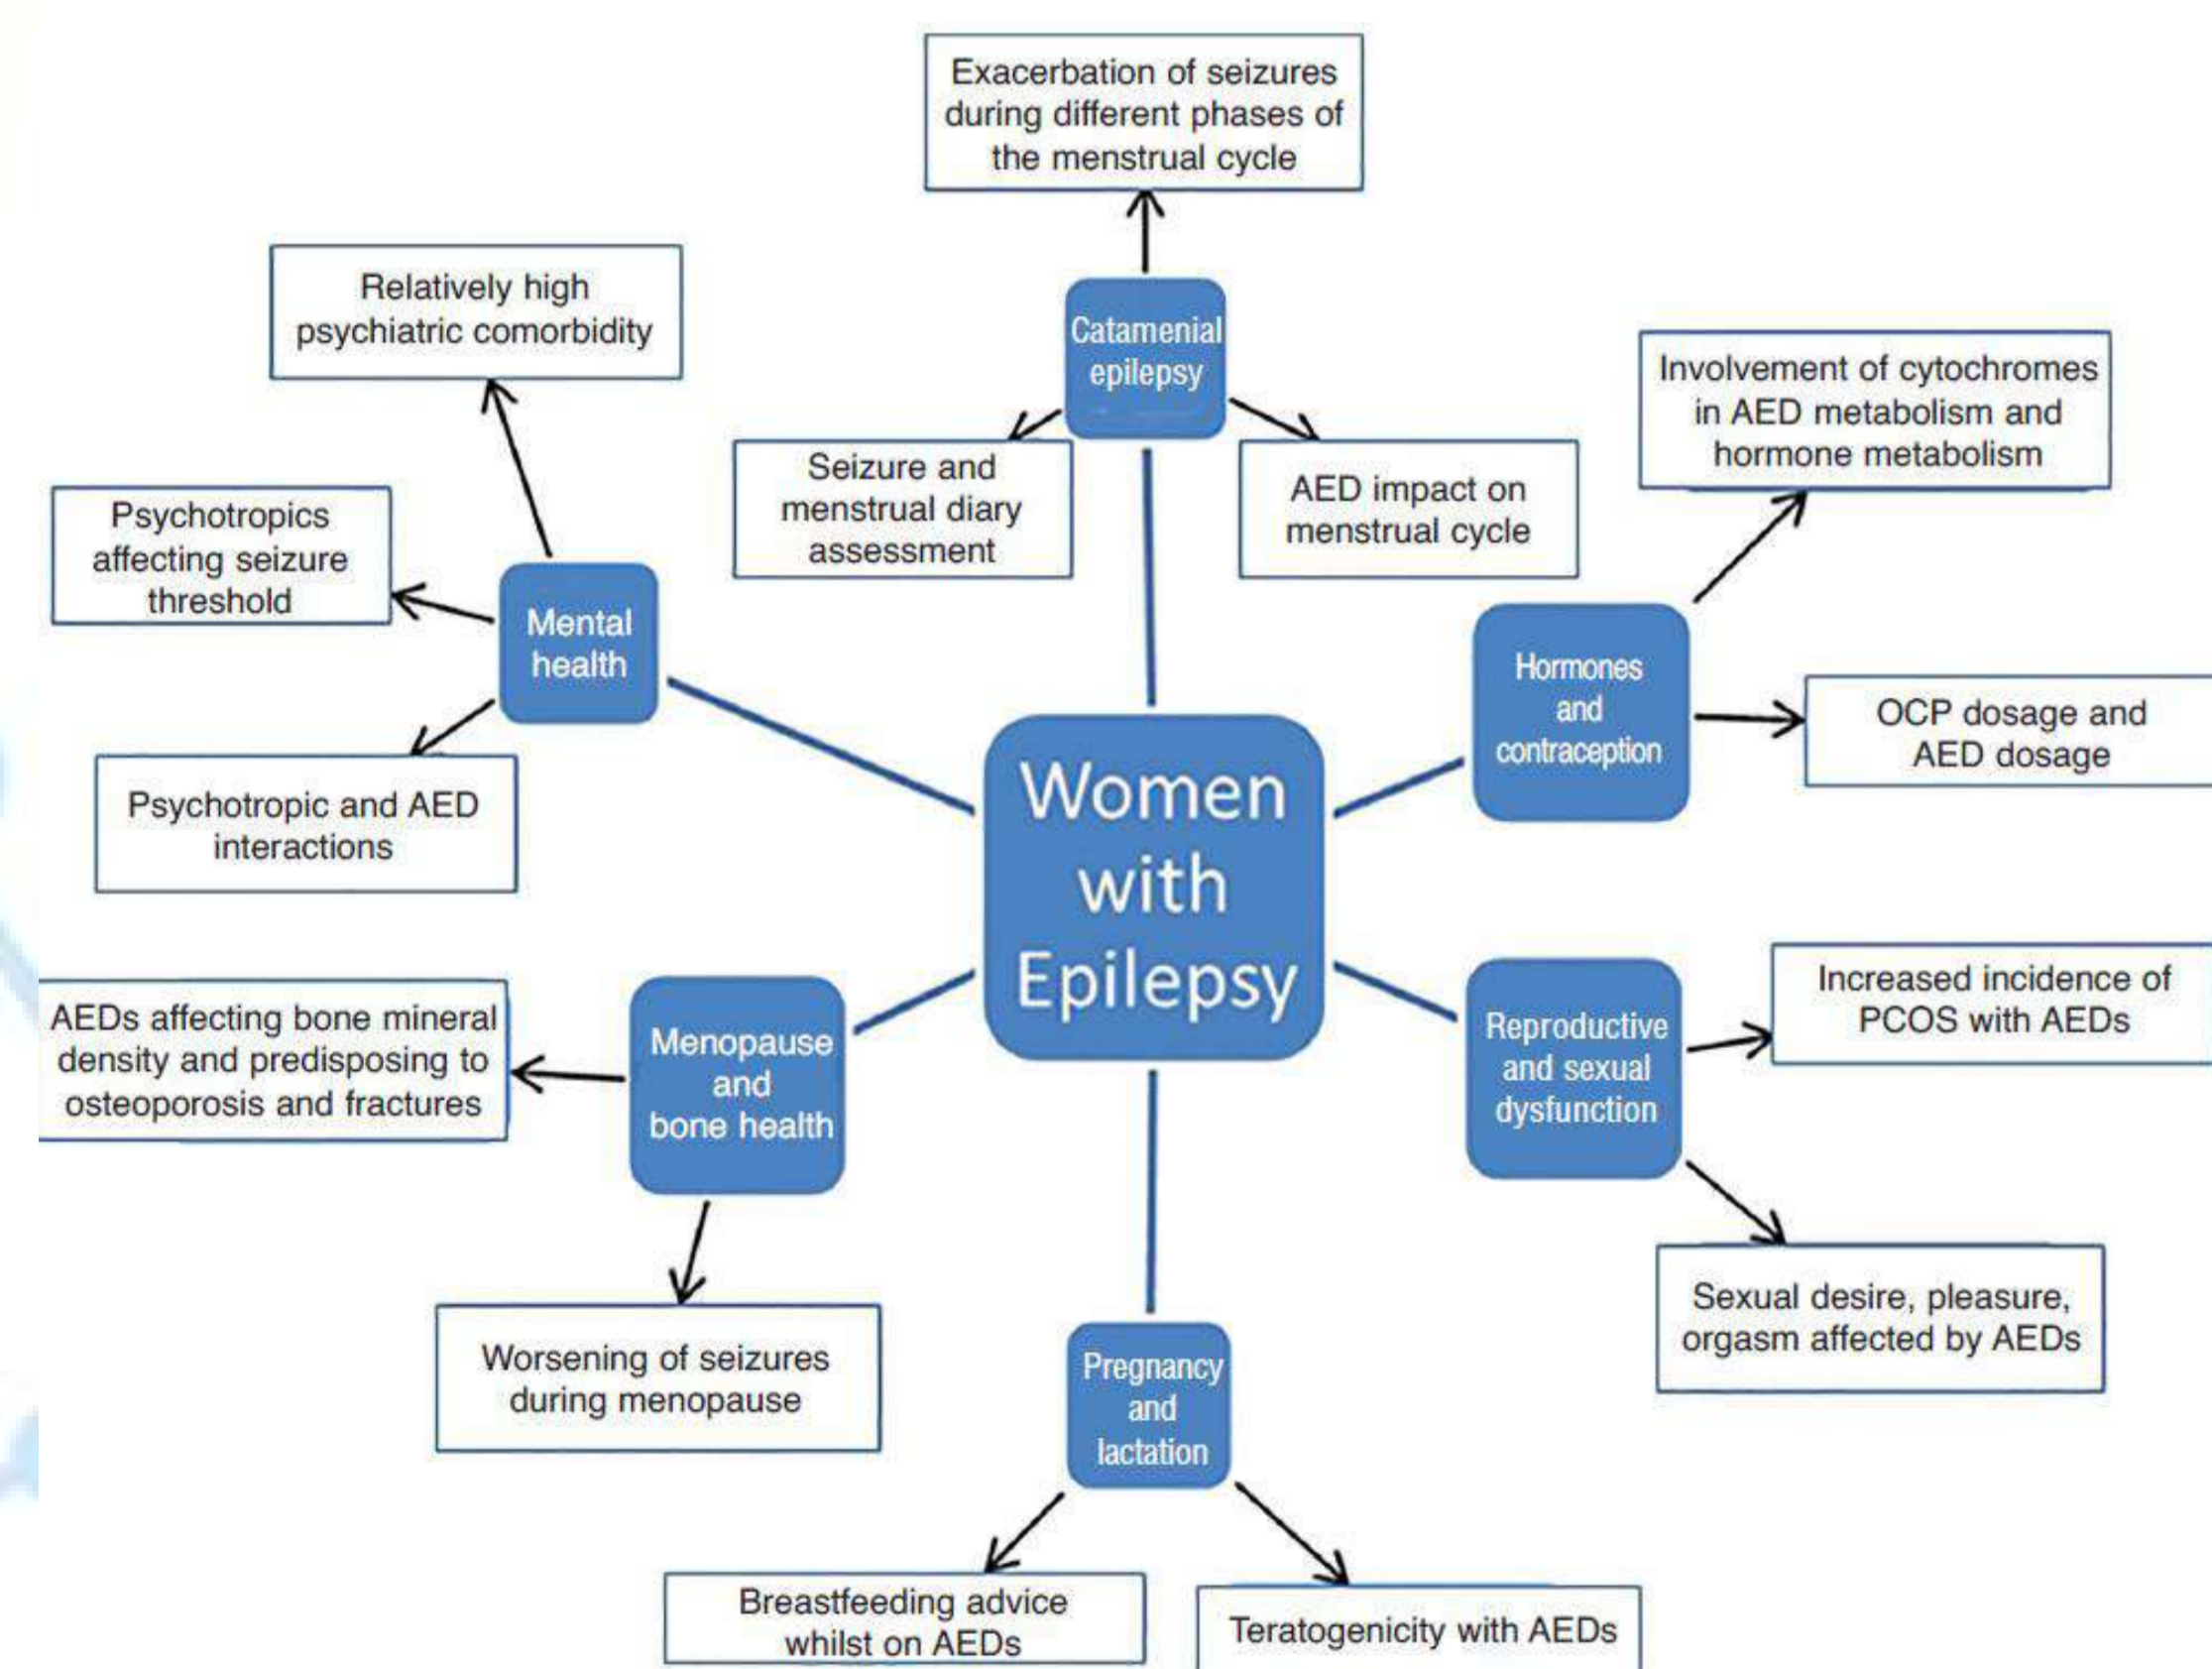 Exacerbation of seizures
during different phases of
the menstrual cycle
Relatively high
psychiatric comorbidity
Catamenial
epilepsy
Involvement of cytochromes
in AED metabolism and
hormone metabolism
Seizure and
menstrual diary
assessment
AED impact on
menstrual cycle
Psychotropics
affecting seizure
threshold
Mental
health
Hormones
and
contraception
OCP dosage and
AED dosage
Psychotropic and AED
interactions
Women
with
Epilepsy
Increased incidence of
PCOS with AEDs
AEDs affecting bone mineral
density and predisposing to
osteoporosis and fractures
Menopause
and
bone health
Reproductive
and sexual
dysfunction
Sexual desire, pleasure,
orgasm affected by AEDs
Worsening of seizures
during menopause
Pregnancy
and
lactation
Breastfeeding advice
whilst on AEDs
Teratogenicity with AEDs